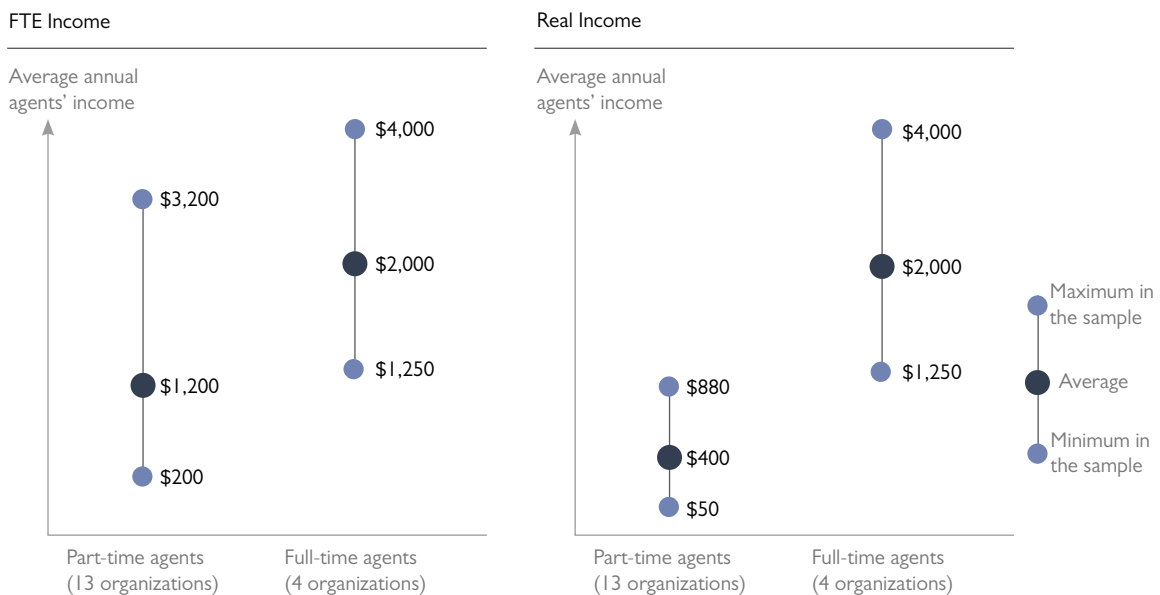 FTE Income
Average annual
agents' income
$4,000
$3,200
$2,000
$1,250
$1,200
$200
Part-time agents
(13 organizations)
Full-time agents
(4 organizations)
Real Income
Average annual
agents' income
$4,000
$2,000
$1,250
$880
$400
$50
Part-time agents
(13 organizations)
Full-time agents
(4 organizations)
Maximum in
the sample
Average
Minimum in
the sample